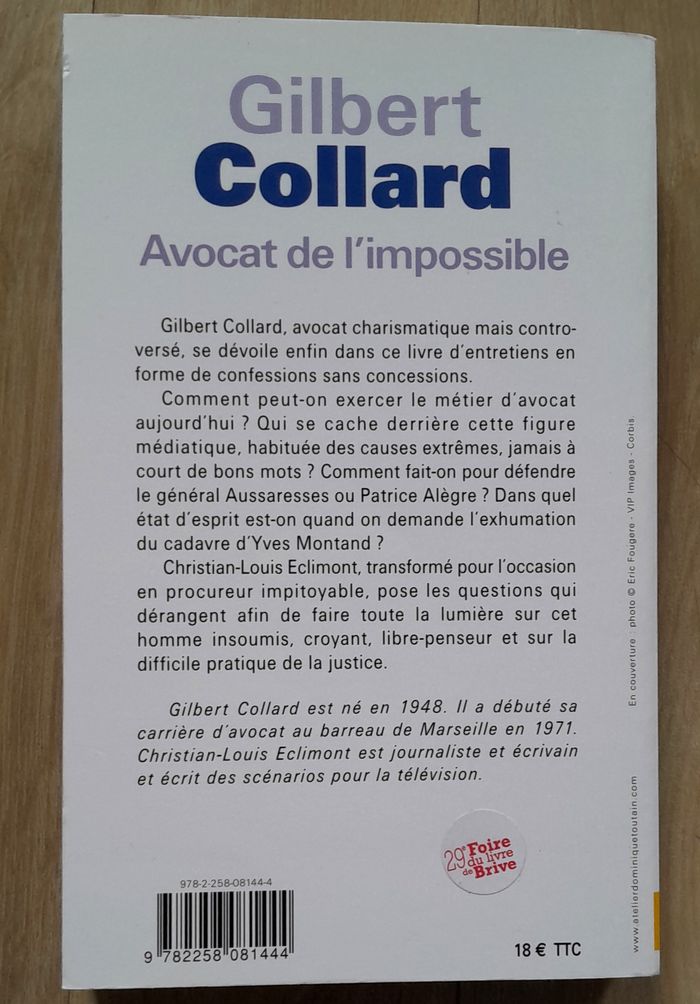 Gilbert
Collard
Avocat de l'impossible
Gilbert Collard, avocat charismatique mais contro-
versé, se dévoile enfin dans ce livre d'entretiens en
forme de confessions sans concessions.
Comment peut-on exercer le métier d'avocat
aujourd'hui ? Qui se cache derrière cette figure
médiatique, habituée des causes extrêmes, jamais à
court de bons mots ? Comment fait-on pour défendre
le général Aussaresses ou Patrice Alègre ? Dans quel
état d'esprit est-on quand on demande l'exhumation
du cadavre d'Yves Montand ?
Christian-Louis Eclimont, transformé pour l'occasion
en procureur impitoyable, pose les questions qui
dérangent afin de faire toute la lumière sur cet
homme insoumis, croyant, libre-penseur et sur la
difficile pratique de la justice.
Gilbert Collard est né en 1948. Il a débuté sa
carrière d'avocat au barreau de Marseille en 1971.
Christian-Louis Eclimont est journaliste et écrivain
et écrit des scénarios pour la télévision.
29e Foire
du livre
de Brive
978-2-258-08144-4
9 782258 081444
18 € TTC
En couverture : photo © Eric Fougere - VIP Images - Corbis.
www.atelierdominiquetoutain.com